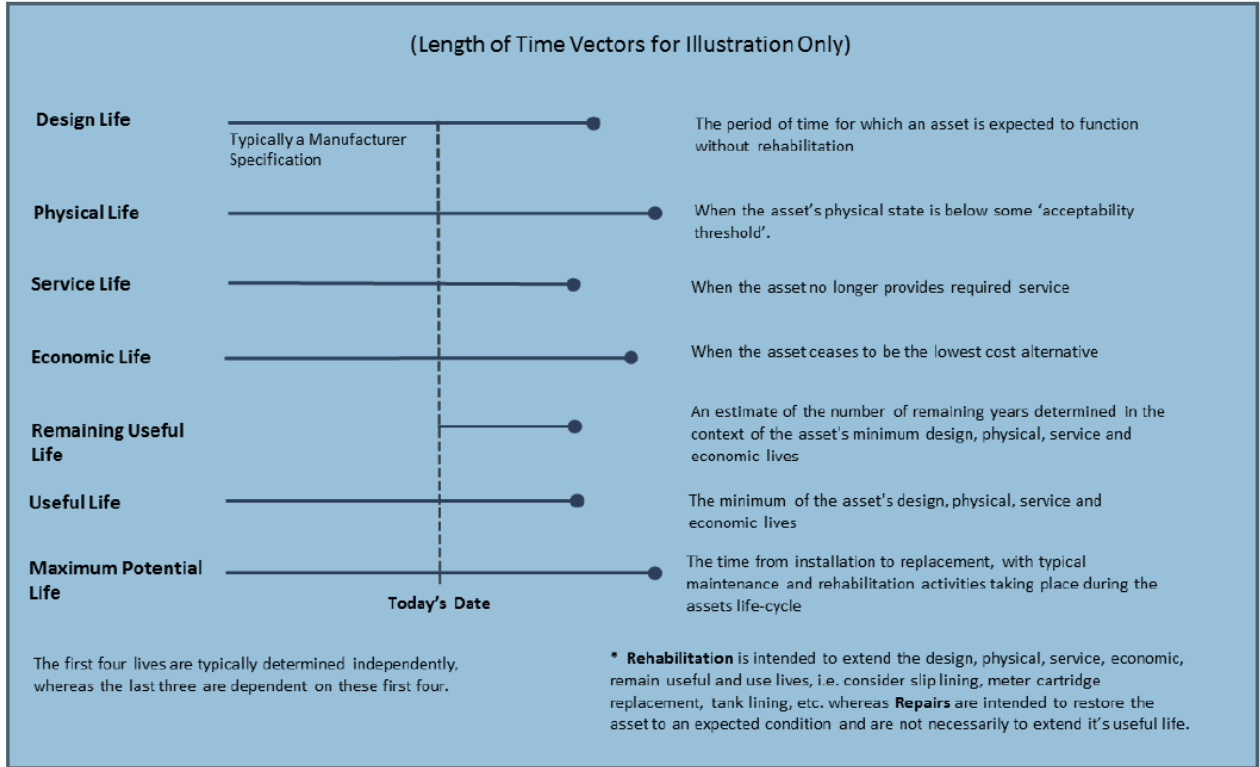 (Length of Time Vectors for Illustration Only)
Design Life
Typically a Manufacturer
Specification
The period of time for which an asset is expected to function
without rehabilitation
Physical Life
When the asset's physical state is below some 'acceptability
threshold'.
Service Life
When the asset no longer provides required service
Economic Life
When the asset ceases to be the lowest cost alternative
Remaining Useful
Life
An estimate of the number of remaining years determined in the
context of the asset's minimum design, physical, service and
economic lives
Useful Life
The minimum of the asset's design, physical, service and
economic lives
Maximum Potential
Life
The time from installation to replacement, with typical
maintenance and rehabilitation activities taking place during the
assets life-cycle
Today's Date
The first four lives are typically determined independently,
whereas the last three are dependent on these first four.
* Rehabilitation is intended to extend the design, physical, service, economic,
remain useful and use lives, i.e. consider slip lining, meter cartridge
replacement, tank lining, etc. whereas Repairs are intended to restore the
asset to an expected condition and are not necessarily to extend it's useful life.